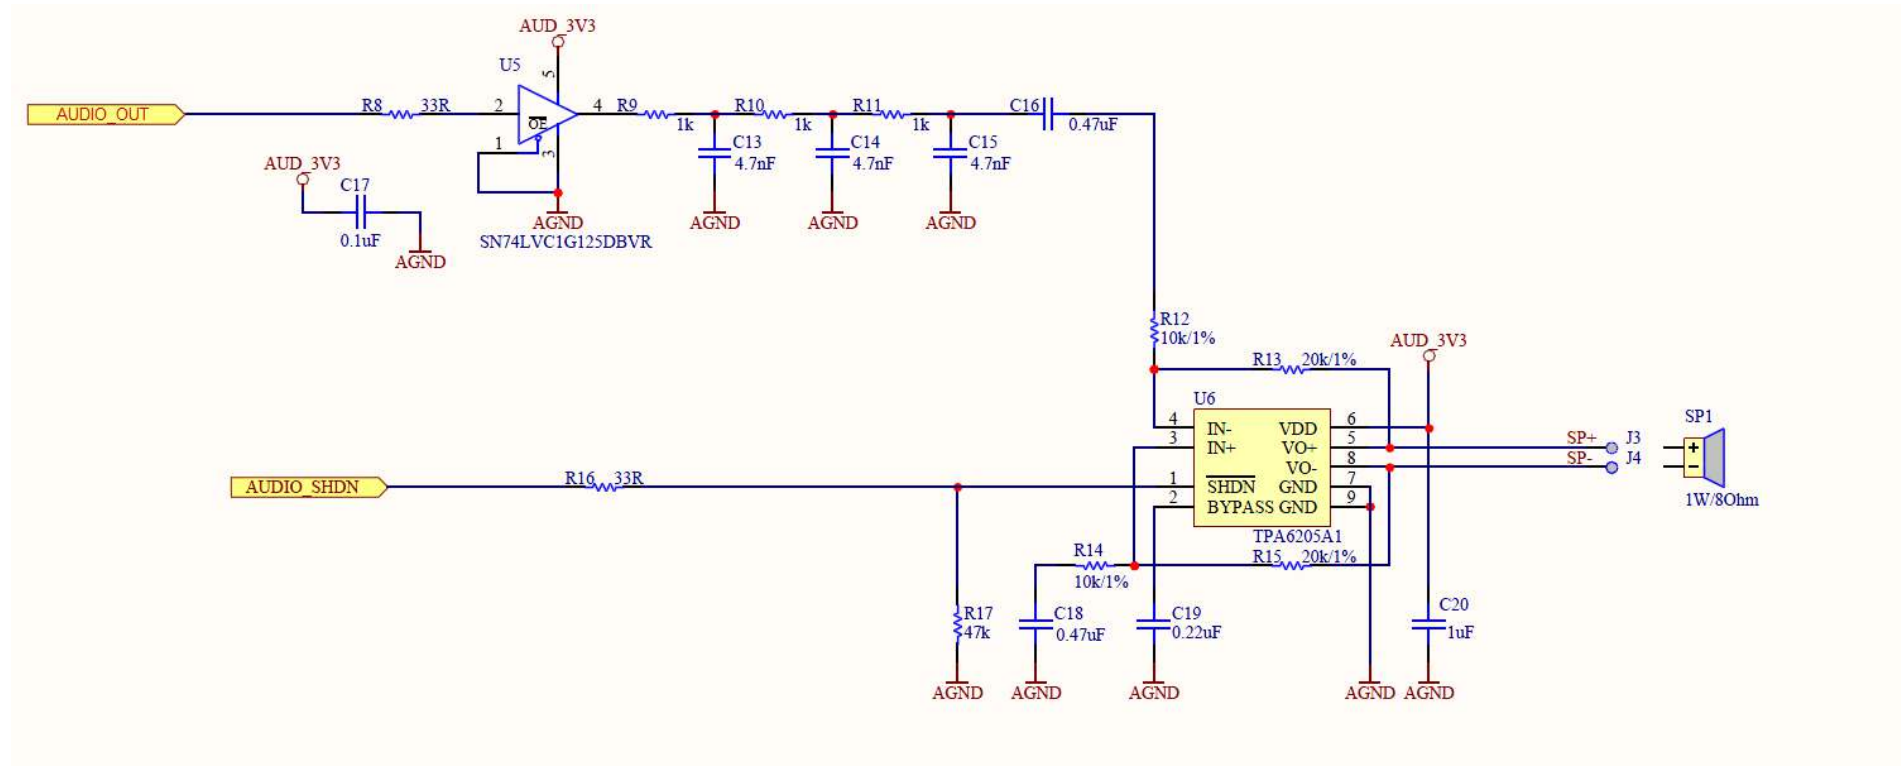 AUD_3V3
U5
5
AUDIO_OUT
R8 33R
2
4
R9
1k
R10
1k
R11
1k
C16
0.47uF
OE
1
3
C13
4.7nF
C14
4.7nF
C15
4.7nF
AUD_3V3
C17
0.1uF
AGND
AGND
SN74LVC1G125DBVR
AGND
AGND
AGND
R12
10k/1%
R13 20k/1%
AUD_3V3
U6
4 IN- VDD 6
3 IN+ VO+ 5
VO- 8
1 SHDN GND 7
2 BYPASS GND 9
TPA6205A1
SP+ J3
SP- J4
SP1
+
-
1W/8Ohm
AUDIO_SHDN
R16 33R
R14
10k/1%
R15 20k/1%
R17
47k
C18
0.47uF
C19
0.22uF
C20
1uF
AGND
AGND
AGND
AGND
AGND